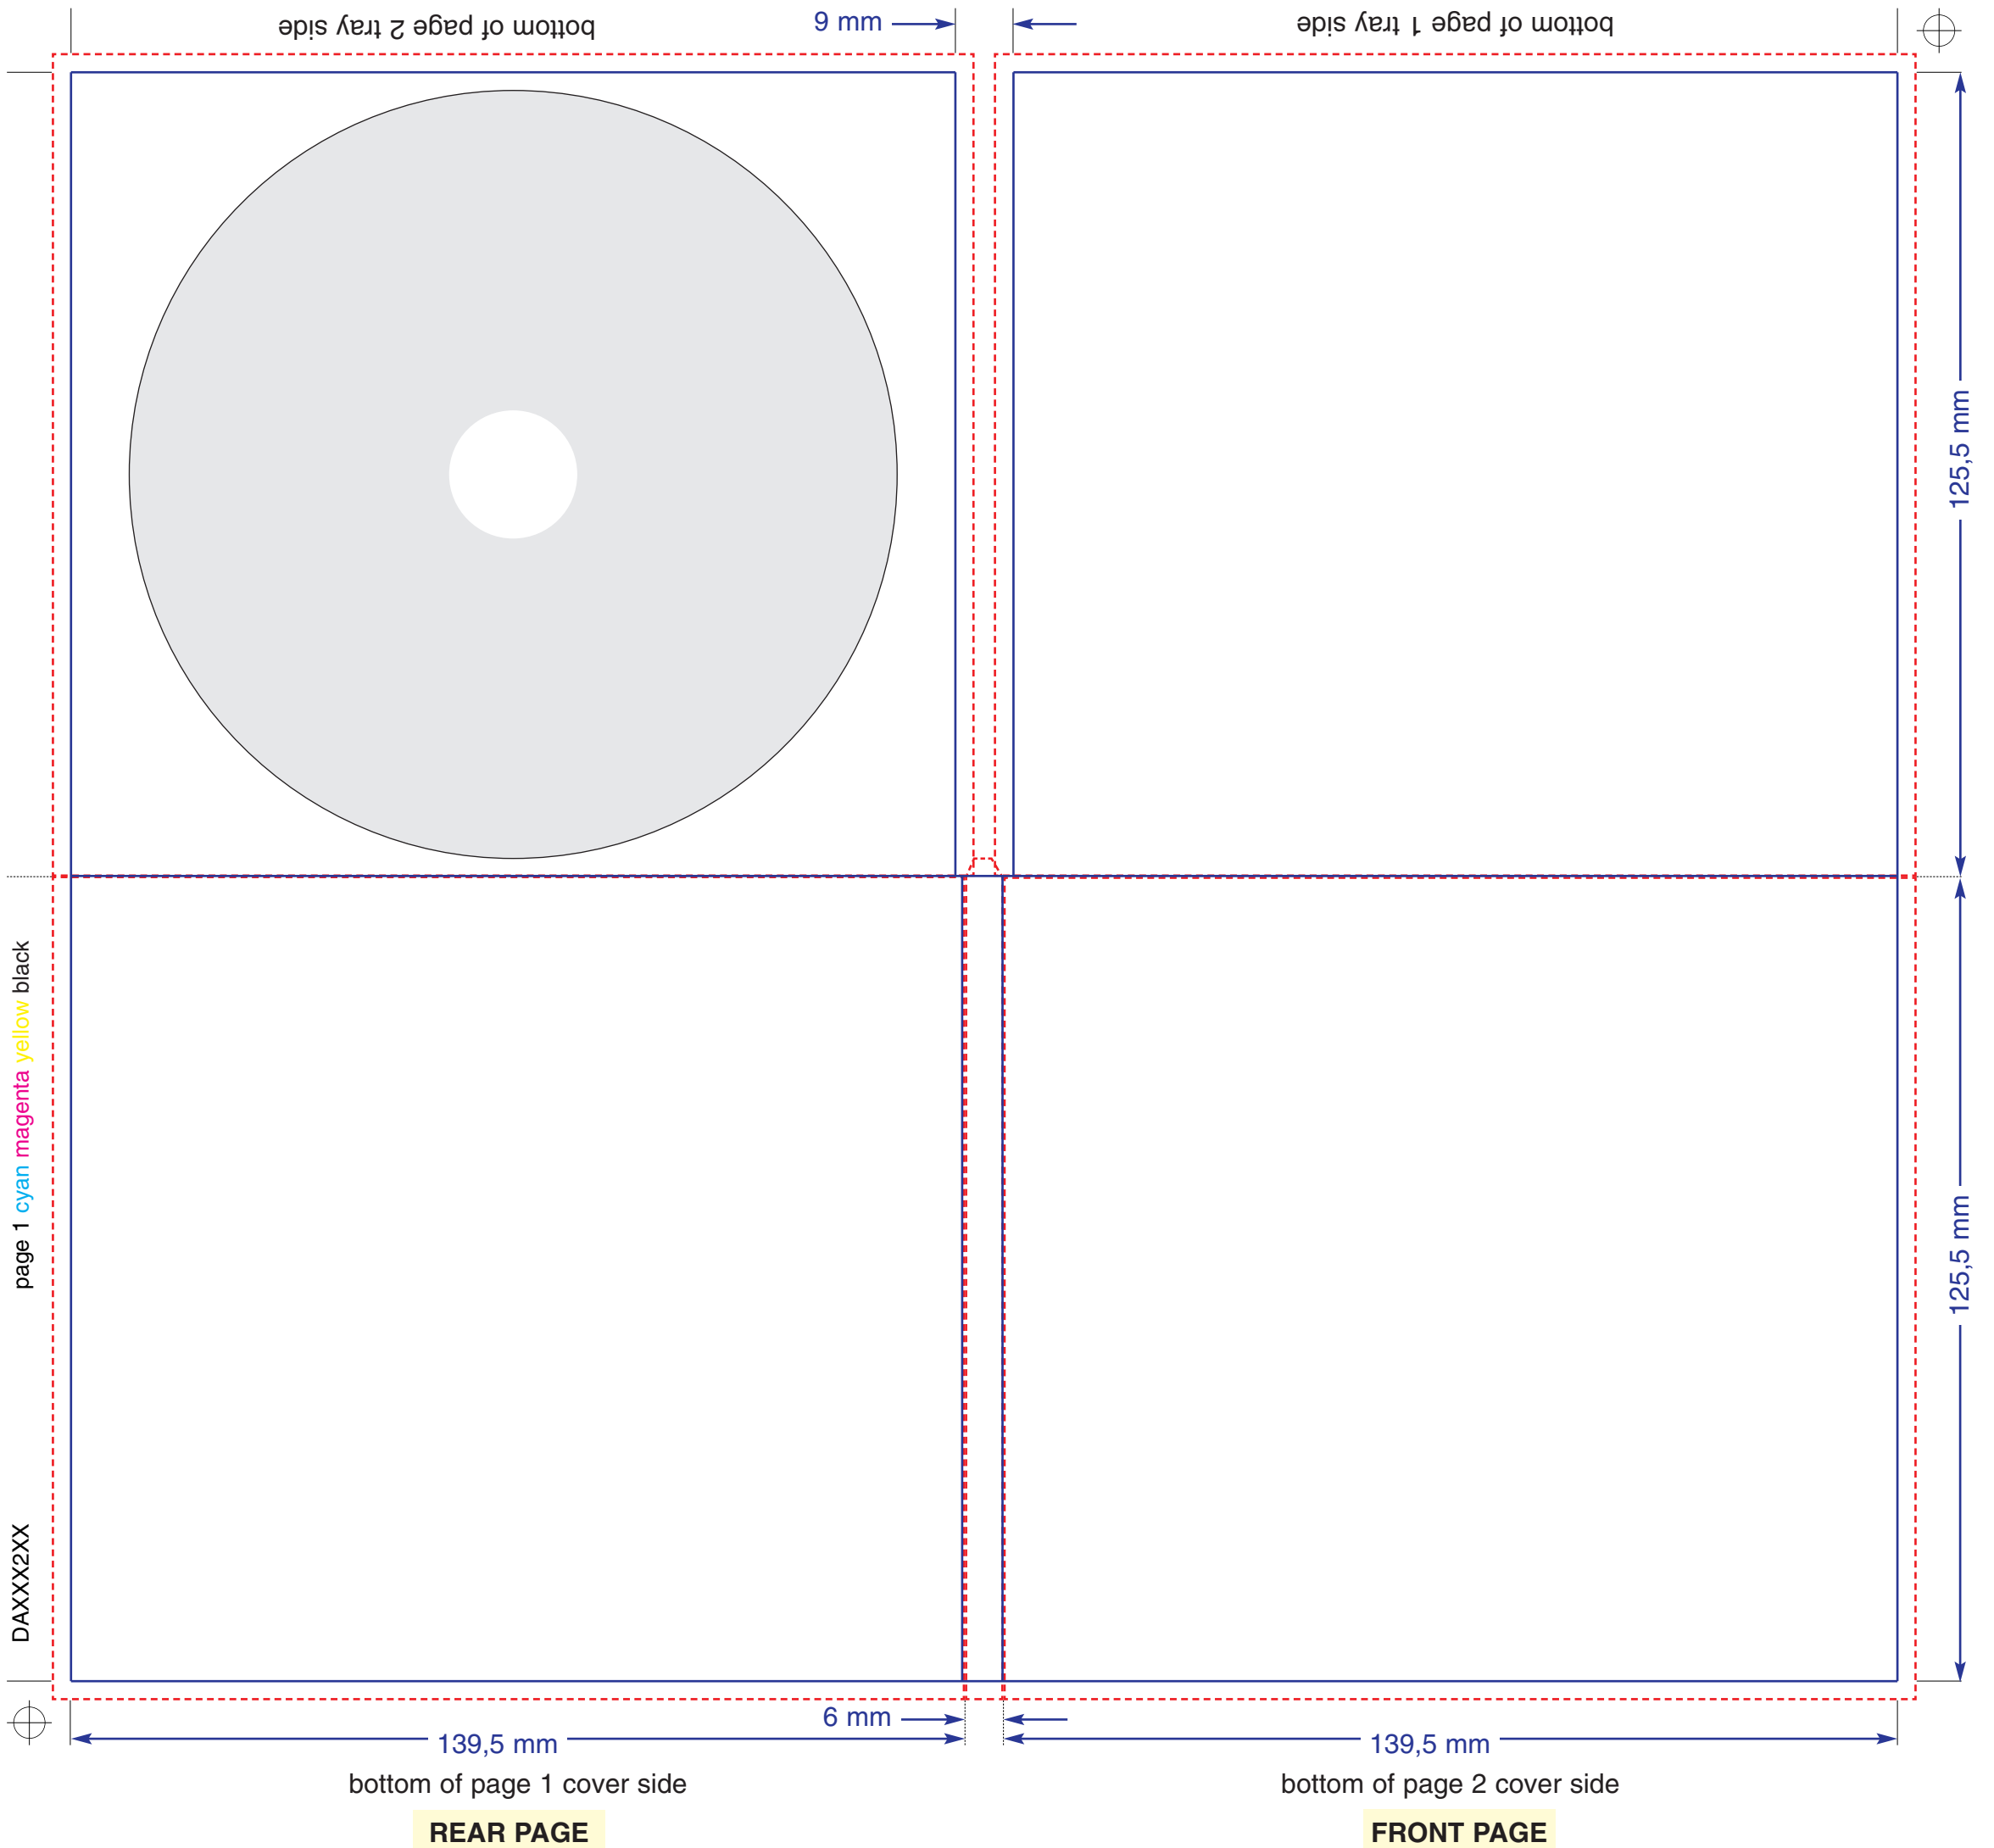 bottom of page 2 tray side
9 mm
bottom of page 1 tray side
125,5 mm
page 1 cyan magenta yellow black
125,5 mm
DAXXXX2XX
6 mm
139,5 mm
139,5 mm
bottom of page 1 cover side
bottom of page 2 cover side
REAR PAGE
FRONT PAGE